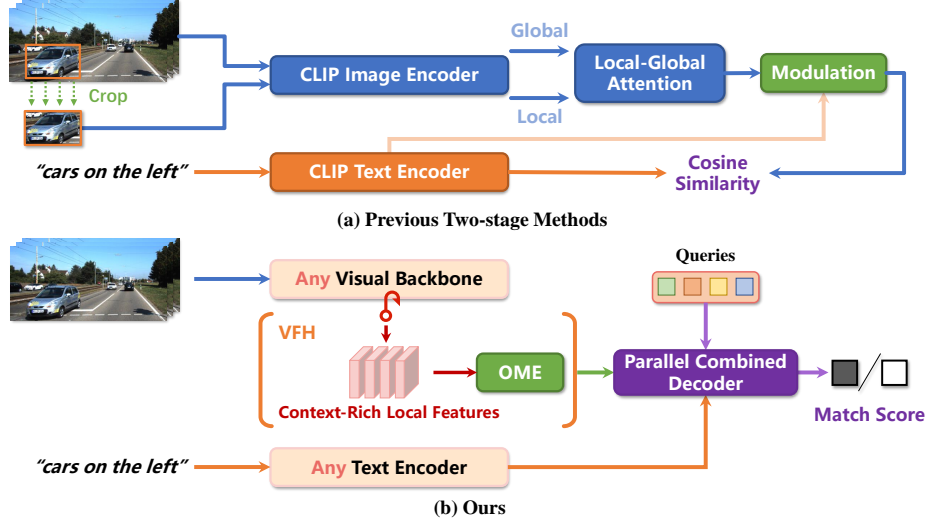 Crop
CLIP Image Encoder
Global
Local
Local-Global
Attention
Modulation
“cars on the left”
CLIP Text Encoder
Cosine
Similarity
(a) Previous Two-stage Methods
Any Visual Backbone
Queries
VFH
OME
Context-Rich Local Features
Parallel Combined
Decoder
Match Score
“cars on the left”
Any Text Encoder
(b) Ours